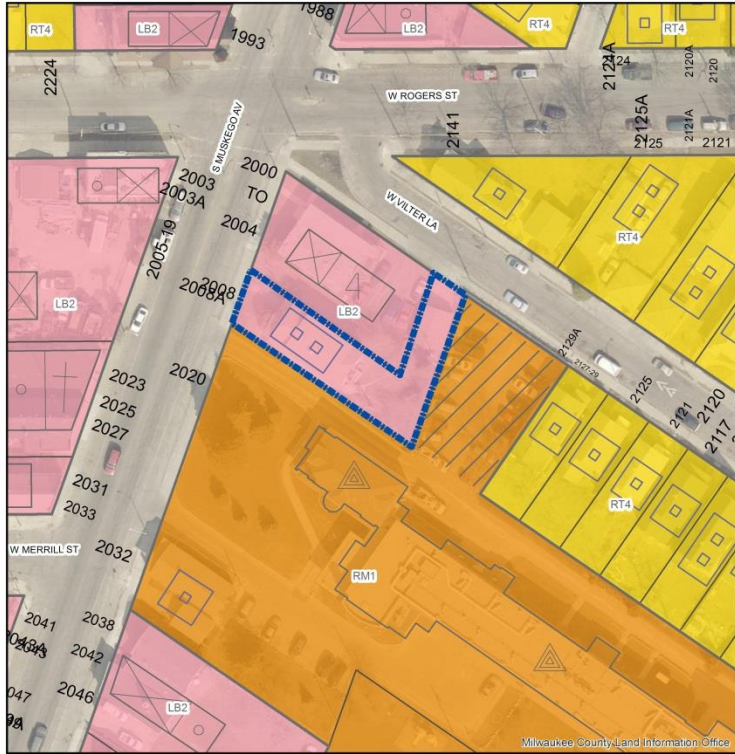 RT4
LB2
1993
1988
LB2
RT4
RT4
2224
2124A
2124
2120A
2120
W ROGERS ST
S MUSKEGO AV
2141
2125A
2125
2121A
2121
2000
TO
2004
2003
2003A
2005-19
W VILTER LA
RT4
2008
2008A
LB2
LB2
2020
2129A
2127-29
2125
2121
2120
2117
2023
2025
2027
2031
2033
2032
W MERRILL ST
RT4
RM1
2038
2041
2043A
2043
2042
2046
2047
LB2
Milwaukee County Land Information Office